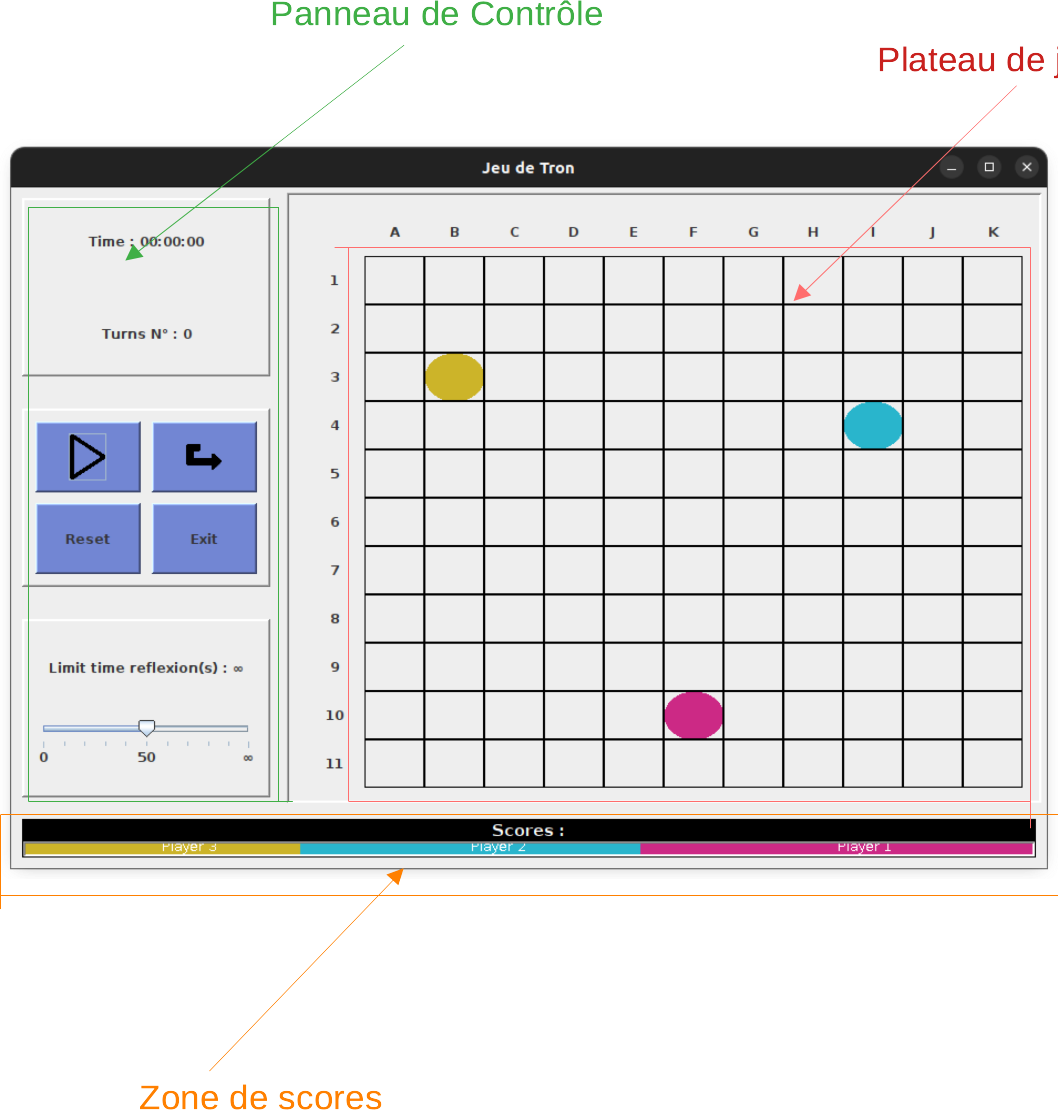 Panneau de Contrôle
Plateau de j
Jeu de Tron
Time : 00:00:00
Turns N° : 0
Reset
Exit
Limit time reflexion(s) : ∞
0 50 ∞
A B C D E F G H I J K
1
2
3
4
5
6
7
8
9
10
11
Scores :
Player 3 Player 2 Player 1
Zone de scores